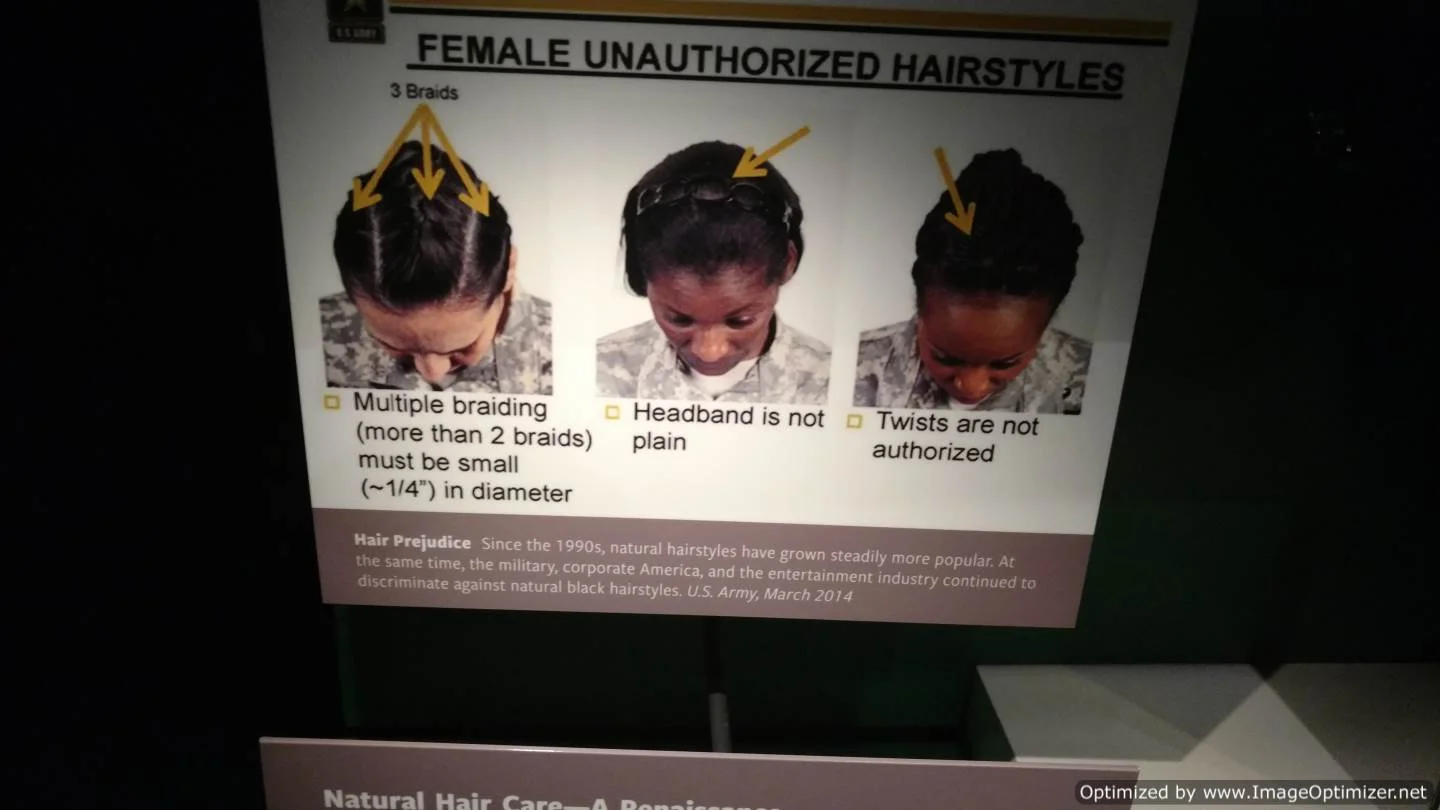 U.S. ARMY
FEMALE UNAUTHORIZED HAIRSTYLES
3 Braids
Multiple braiding
(more than 2 braids)
must be small
(~1/4") in diameter
Headband is not
plain
Twists are not
authorized
Hair Prejudice Since the 1990s, natural hairstyles have grown steadily more popular. At
the same time, the military, corporate America, and the entertainment industry continued to
discriminate against natural black hairstyles. U.S. Army, March 2014
Natural Hair Care—A Renaissance
Optimized by www.ImageOptimizer.net